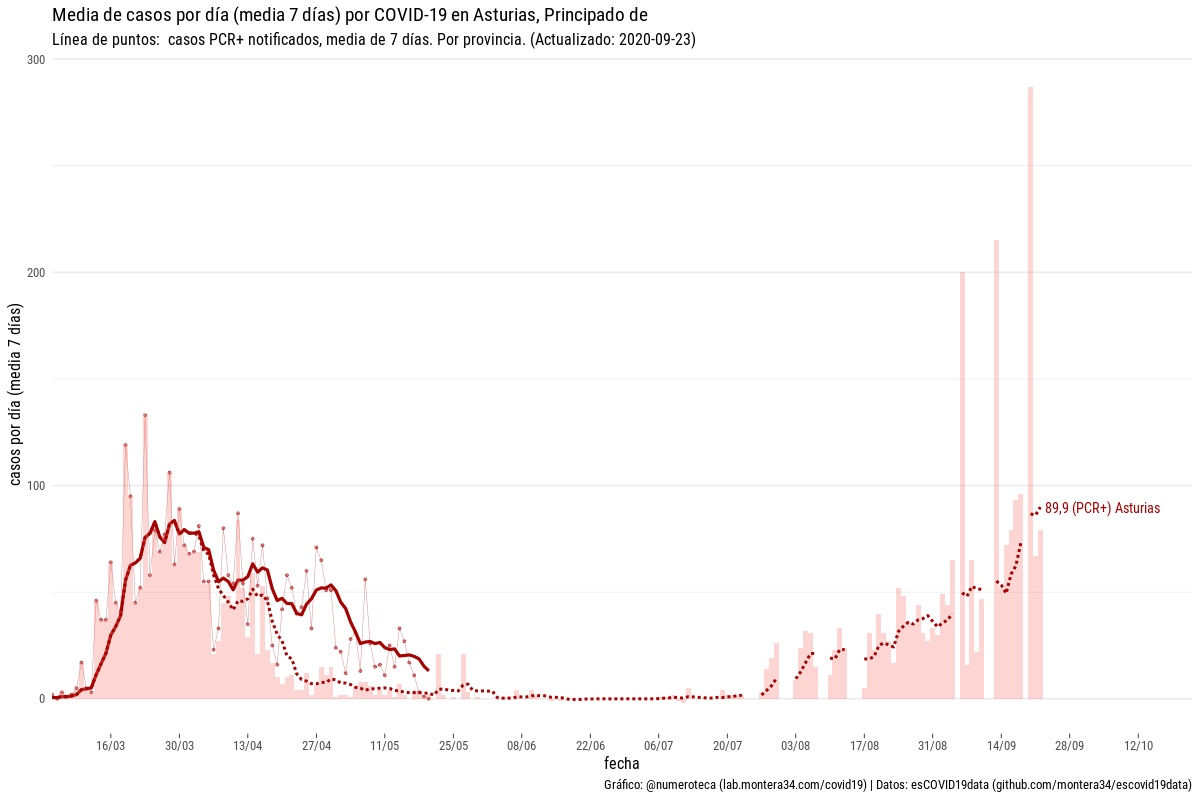 Media de casos por día (media 7 días) por COVID-19 en Asturias, Principado de
Línea de puntos:  casos PCR+ notificados, media de 7 días. Por provincia. (Actualizado: 2020-09-23)
casos por día (media 7 días)
300
200
100
0
89,9 (PCR+) Asturias
16/03 30/03 13/04 27/04 11/05 25/05 08/06 22/06 06/07 20/07 03/08 17/08 31/08 14/09 28/09 12/10
fecha
Gráfico: @numeroteca (lab.montera34.com/covid19) | Datos: esCOVID19data (github.com/montera34/escovid19data)